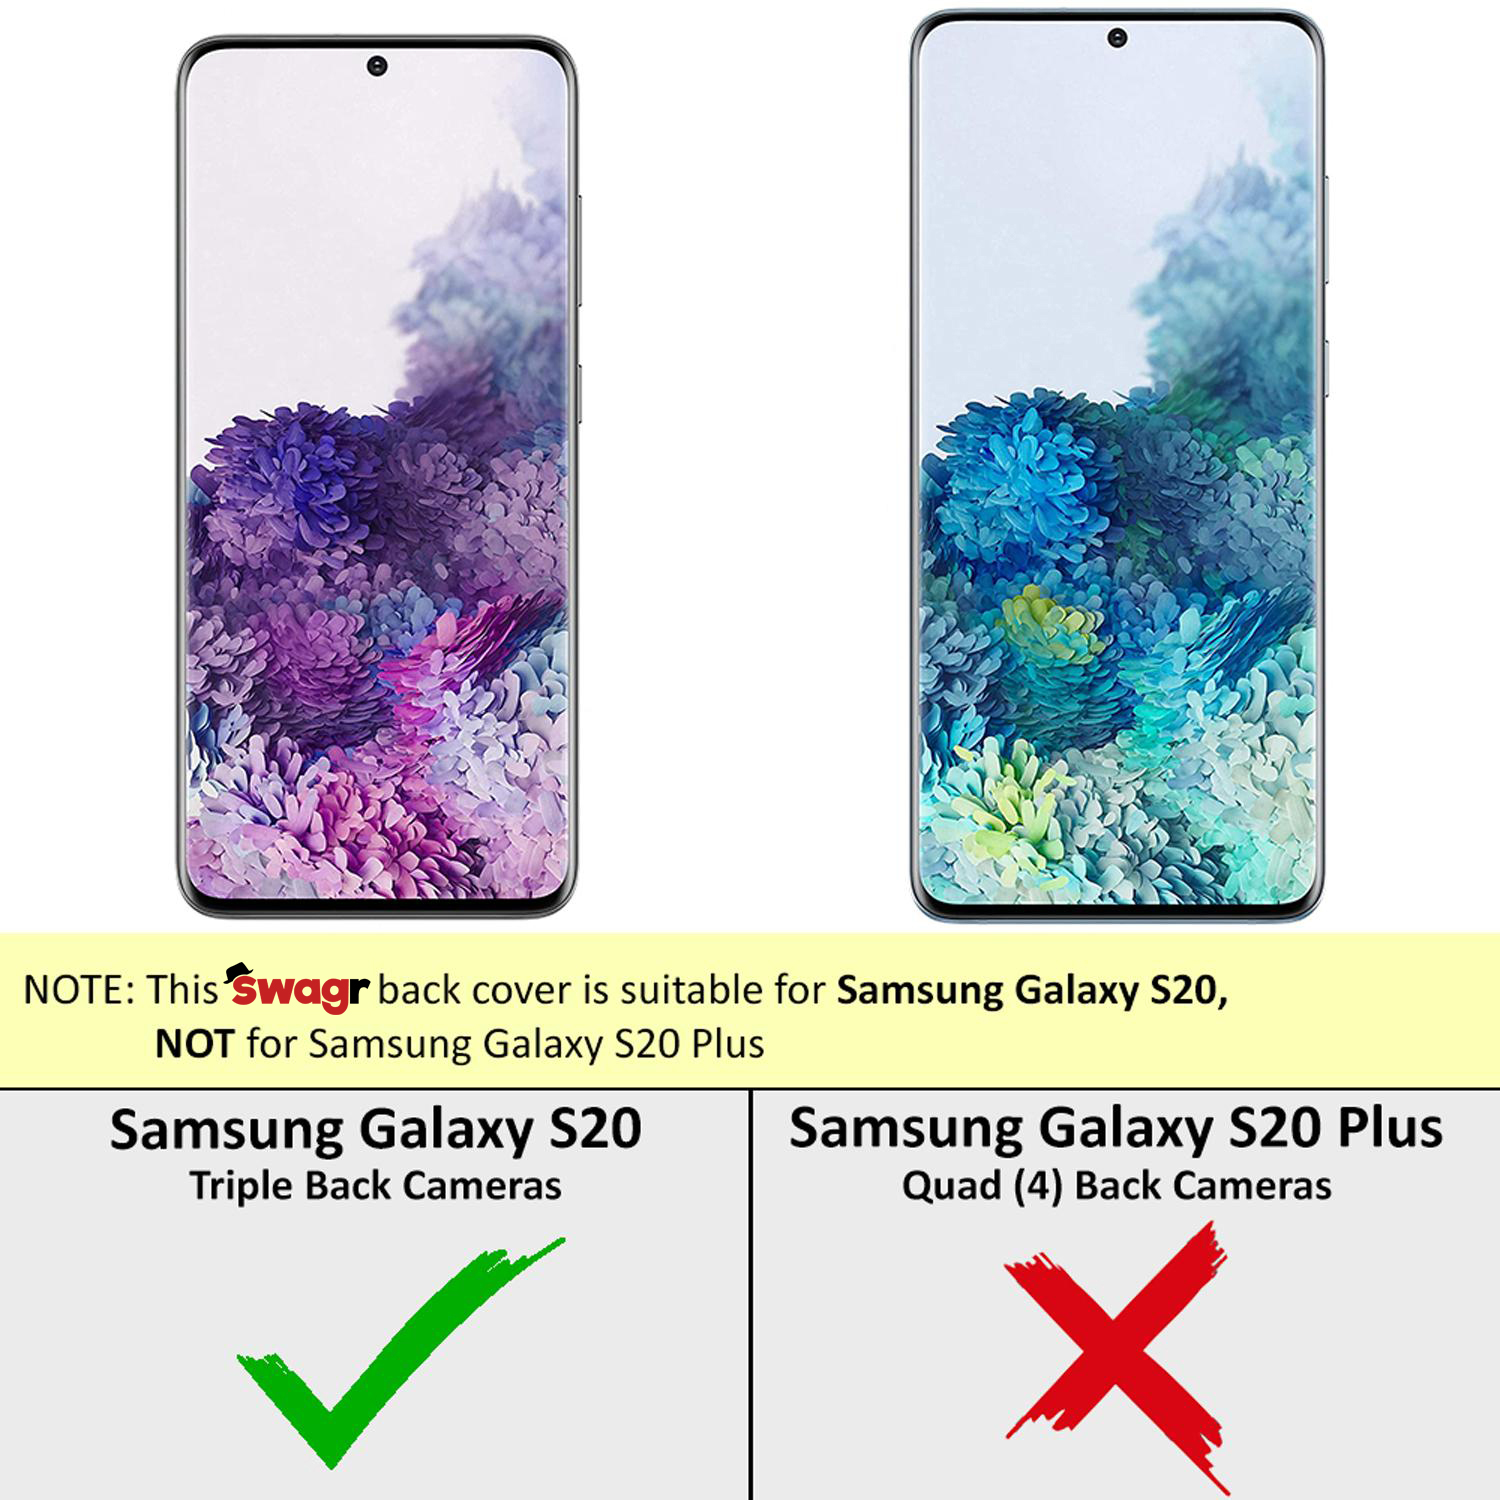 NOTE: This swagr back cover is suitable for Samsung Galaxy S20,
NOT for Samsung Galaxy S20 Plus
Samsung Galaxy S20
Triple Back Cameras
Samsung Galaxy S20 Plus
Quad (4) Back Cameras